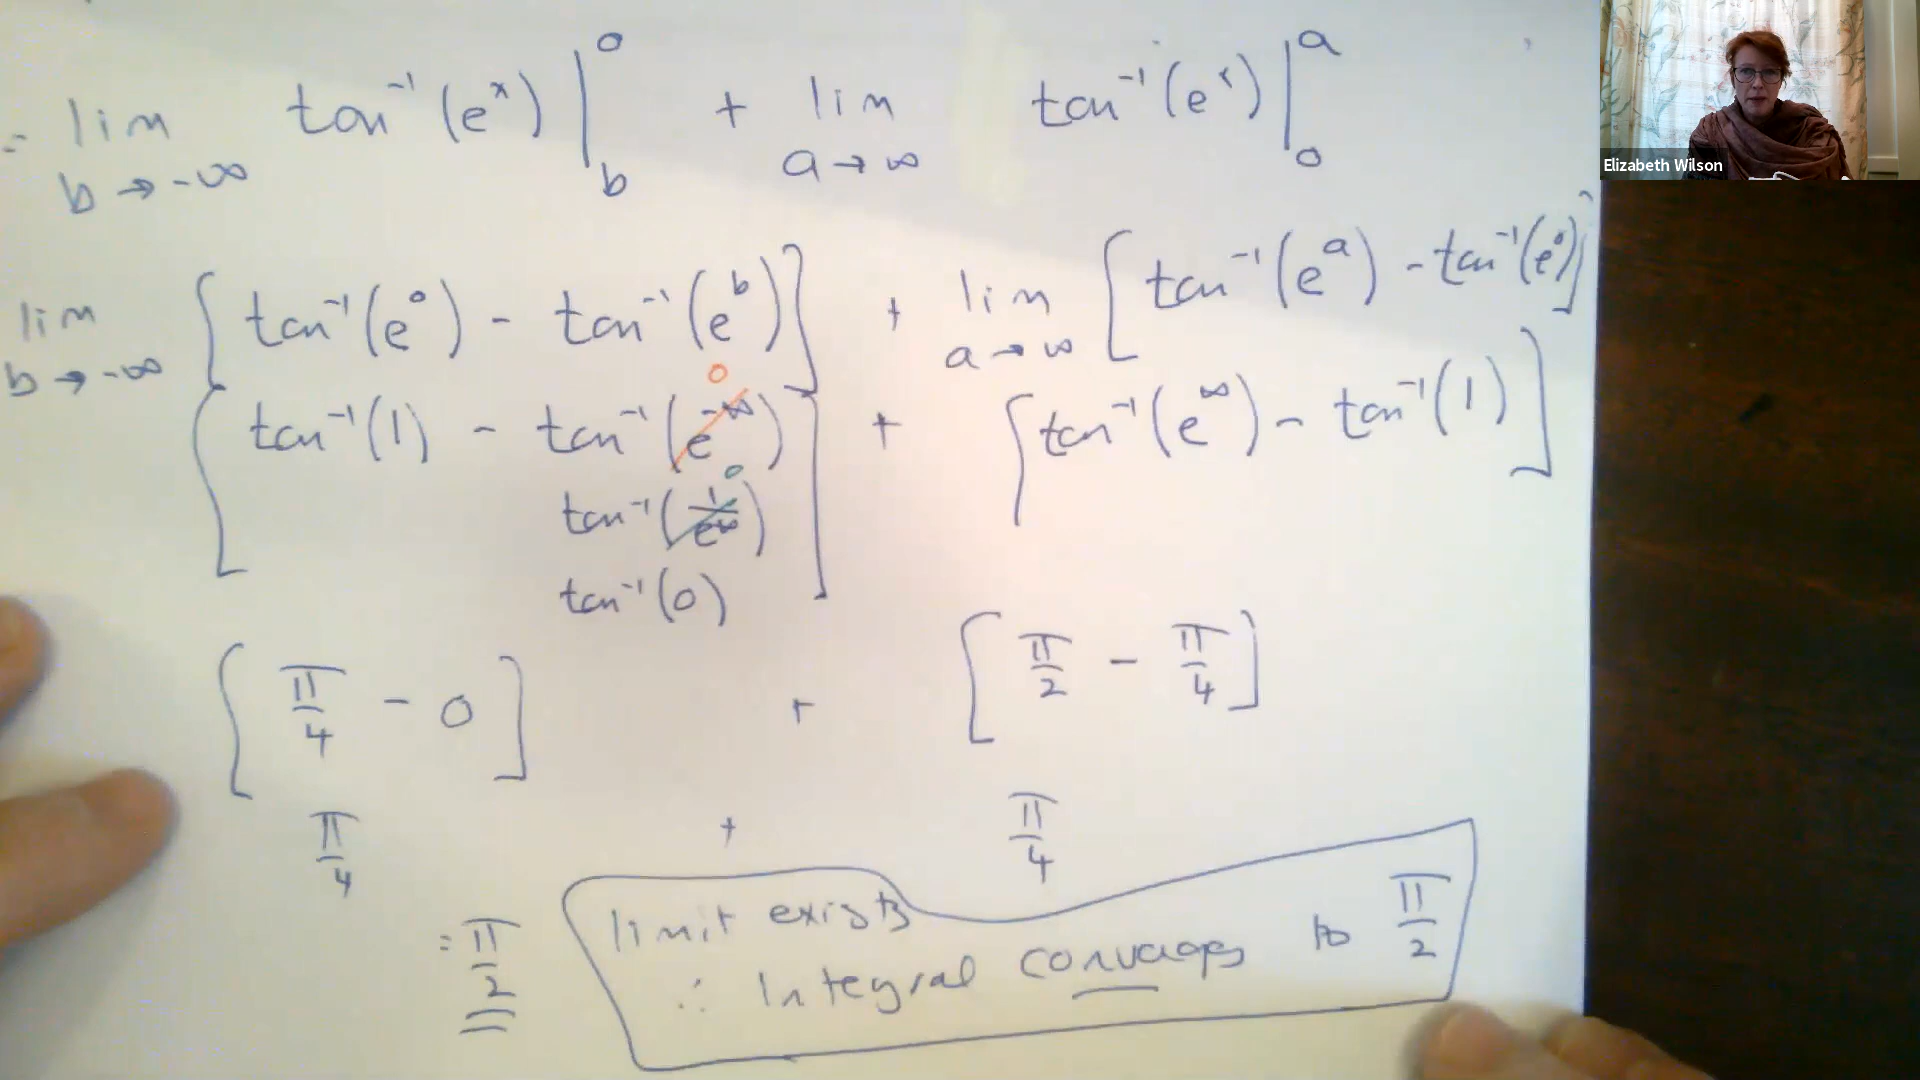 = lim tan⁻¹(eˣ) | 0 + lim tan⁻¹(eˣ) | a
b → -∞ b a → ∞ 0
Elizabeth Wilson
lim [tan⁻¹(e⁰) - tan⁻¹(eᵇ)] + lim [tan⁻¹(eᵃ) - tan⁻¹(e⁰)]
b → -∞ a → ∞
0
[tan⁻¹(1) - tan⁻¹(e^-∞)] + [tan⁻¹(e^∞) - tan⁻¹(1)]
0
tan⁻¹(1/e^∞)
tan⁻¹(0)
[π/4 - 0] + [π/2 - π/4]
π/4 + π/4
= π/2
limit exists
∴ Integral converges to π/2